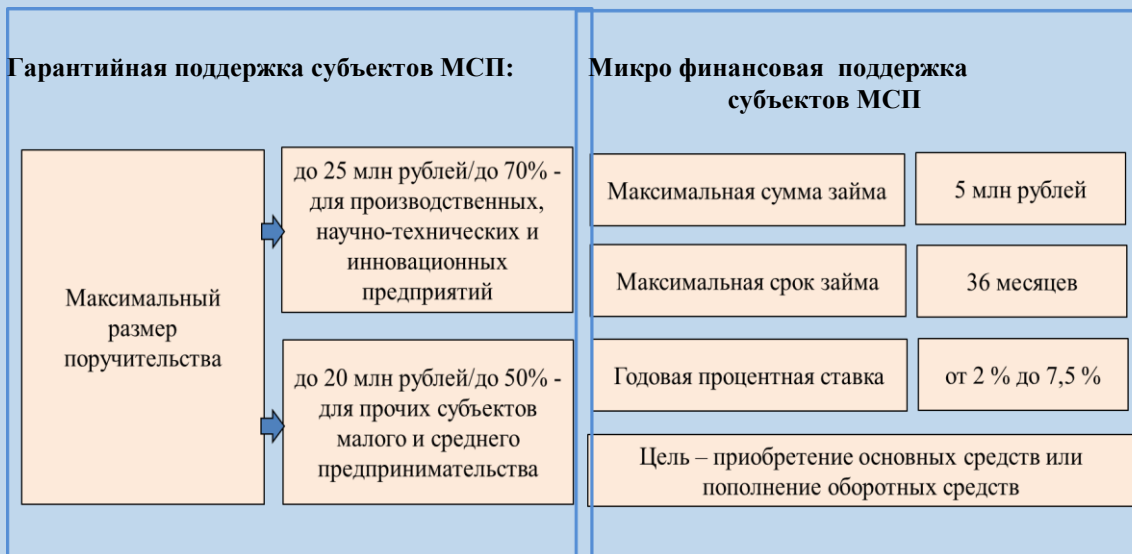 Гарантийная поддержка субъектов МСП:
Максимальный
размер
поручительства
до 25 млн рублей/до 70% -
для производственных,
научно-технических и
инновационных
предприятий
до 20 млн рублей/до 50% -
для прочих субъектов
малого и среднего
предпринимательства
Микро финансовая поддержка
субъектов МСП
Максимальная сумма займа
5 млн рублей
Максимальная срок займа
36 месяцев
Годовая процентная ставка
от 2 % до 7,5 %
Цель – приобретение основных средств или
пополнение оборотных средств